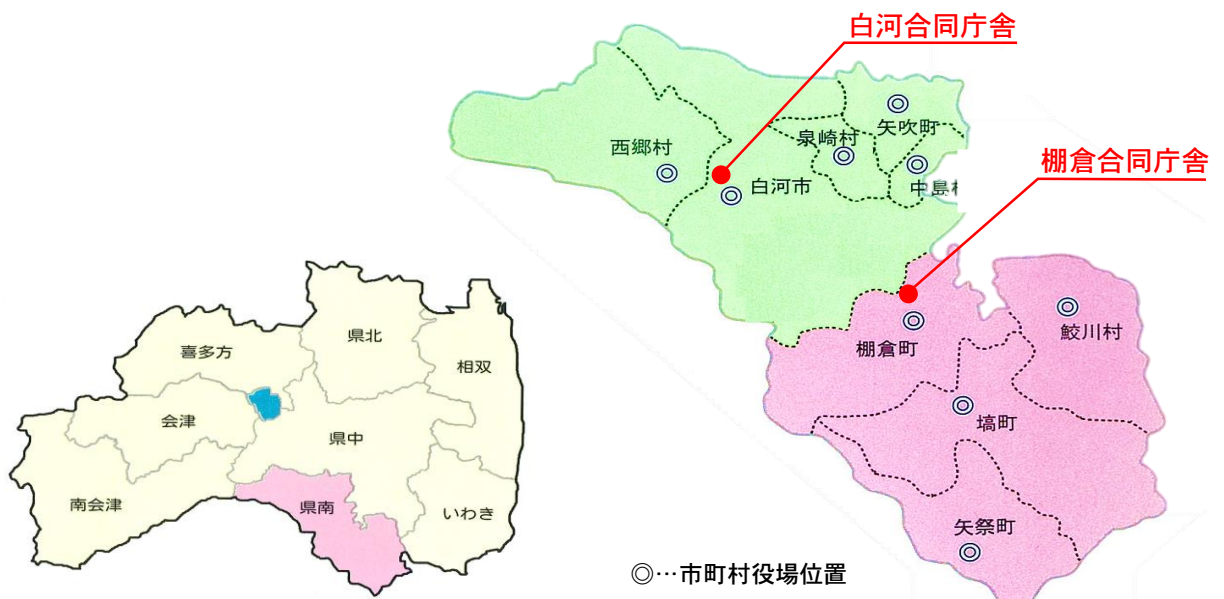 白河合同庁舎
棚倉合同庁舎
西郷村
白河市
泉崎村
矢吹町
中島
棚倉町
鮫川村
塙町
矢祭町
県北
喜多方
相双
会津
県中
南会津
県南
いわき
◎…市町村役場位置